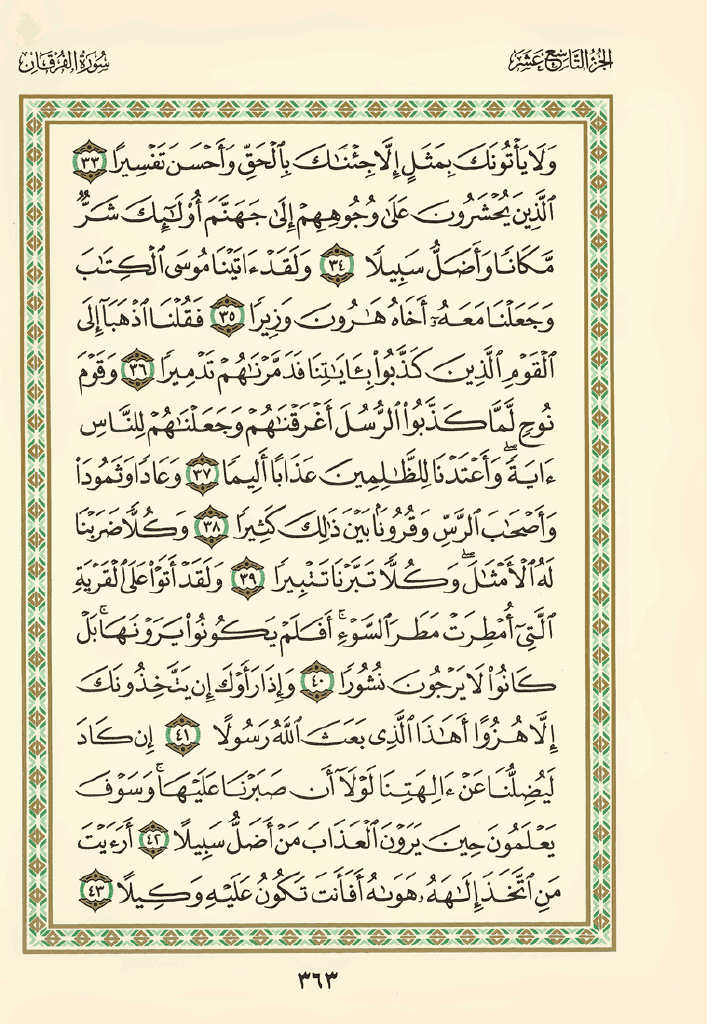 الجزء التاسع عشر
سورة الفرقان
وَلَا يَأْتُونَكَ بِمَثَلٍ إِلَّا جِئْنَٰكَ بِٱلْحَقِّ وَأَحْسَنَ تَفْسِيرًا ٣٣
ٱلَّذِينَ يُحْشَرُونَ عَلَىٰ وُجُوهِهِمْ إِلَىٰ جَهَنَّمَ أُو۟لَٰٓئِكَ شَرٌّ
مَّكَانًا وَأَضَلُّ سَبِيلًا ٣٤ وَلَقَدْ ءَاتَيْنَا مُوسَى ٱلْكِتَٰبَ
وَجَعَلْنَا مَعَهُۥٓ أَخَاهُ هَٰرُونَ وَزِيرًا ٣٥ فَقُلْنَا ٱذْهَبَآ إِلَى
ٱلْقَوْمِ ٱلَّذِينَ كَذَّبُوا۟ بِـَٔايَٰتِنَا فَدَمَّرْنَٰهُمْ تَدْمِيرًا ٣٦ وَقَوْمَ
نُوحٍ لَّمَّا كَذَّبُوا۟ ٱلرُّسُلَ أَغْرَقْنَٰهُمْ وَجَعَلْنَٰهُمْ لِلنَّاسِ
ءَايَةً ۖ وَأَعْتَدْنَا لِلظَّٰلِمِينَ عَذَابًا أَلِيمًا ٣٧ وَعَادًا وَثَمُودَا۟
وَأَصْحَٰبَ ٱلرَّسِّ وَقُرُونًۢا بَيْنَ ذَٰلِكَ كَثِيرًا ٣٨ وَكُلًّا ضَرَبْنَا
لَهُ ٱلْأَمْثَٰلَ ۖ وَكُلًّا تَبَّرْنَا تَتْبِيرًا ٣٩ وَلَقَدْ أَتَوْا۟ عَلَى ٱلْقَرْيَةِ
ٱلَّتِىٓ أُمْطِرَتْ مَطَرَ ٱلسَّوْءِ ۚ أَفَلَمْ يَكُونُوا۟ يَرَوْنَهَا ۚ بَلْ
كَانُوا۟ لَا يَرْجُونَ نُشُورًا ٤٠ وَإِذَا رَأَوْكَ إِن يَتَّخِذُونَكَ
إِلَّا هُزُوًا أَهَٰذَا ٱلَّذِى بَعَثَ ٱللَّهُ رَسُولًا ٤١ إِن كَادَ
لَيُضِلُّنَا عَنْ ءَالِهَتِنَا لَوْلَآ أَن صَبَرْنَا عَلَيْهَا ۚ وَسَوْفَ
يَعْلَمُونَ حِينَ يَرَوْنَ ٱلْعَذَابَ مَنْ أَضَلُّ سَبِيلًا ٤٢ أَرَءَيْتَ
مَنِ ٱتَّخَذَ إِلَٰهَهُۥ هَوَىٰهُ أَفَأَنتَ تَكُونُ عَلَيْهِ وَكِيلًا ٤٣
٣٦٣